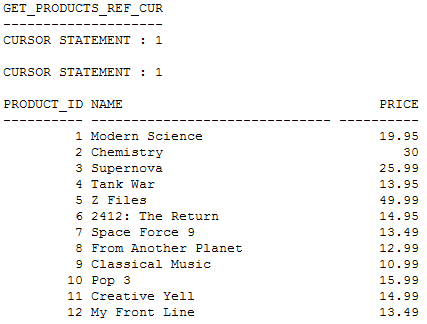 GET_PRODUCTS_REF_CUR
--------------------
CURSOR STATEMENT : 1

CURSOR STATEMENT : 1

PRODUCT_ID NAME                                PRICE
---------- ------------------------------ ----------
         1 Modern Science                      19.95
         2 Chemistry                              30
         3 Supernova                           25.99
         4 Tank War                            13.95
         5 Z Files                             49.99
         6 2412: The Return                    14.95
         7 Space Force 9                       13.49
         8 From Another Planet                 12.99
         9 Classical Music                     10.99
        10 Pop 3                               15.99
        11 Creative Yell                       14.99
        12 My Front Line                       13.49